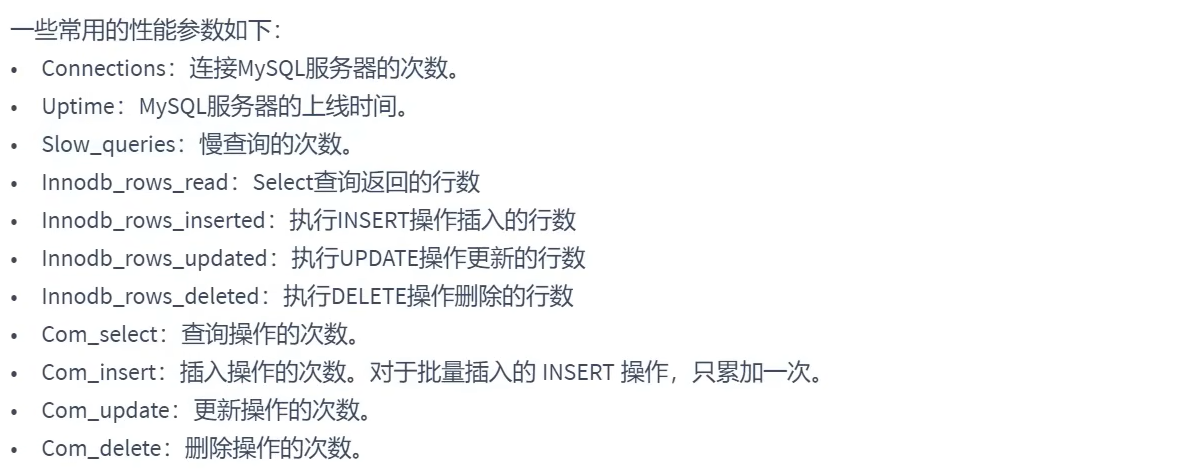 一些常用的性能参数如下：
• Connections：连接MySQL服务器的次数。
• Uptime：MySQL服务器的上线时间。
• Slow_queries：慢查询的次数。
• Innodb_rows_read：Select查询返回的行数
• Innodb_rows_inserted：执行INSERT操作插入的行数
• Innodb_rows_updated：执行UPDATE操作更新的行数
• Innodb_rows_deleted：执行DELETE操作删除的行数
• Com_select：查询操作的次数。
• Com_insert：插入操作的次数。对于批量插入的 INSERT 操作，只累加一次。
• Com_update：更新操作的次数。
• Com_delete：删除操作的次数。